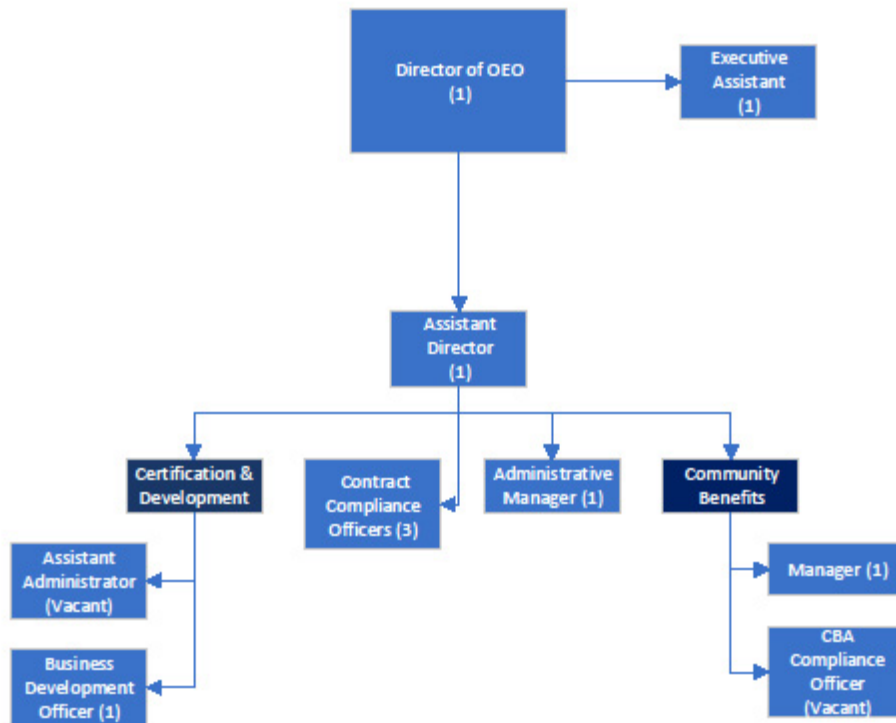 Director of OEO
(1)
Executive
Assistant
(1)
Assistant
Director
(1)
Certification &
Development
Contract
Compliance
Officers (3)
Administrative
Manager (1)
Community
Benefits
Assistant
Administrator
(Vacant)
Manager (1)
Business
Development
Officer (1)
CBA
Compliance
Officer
(Vacant)